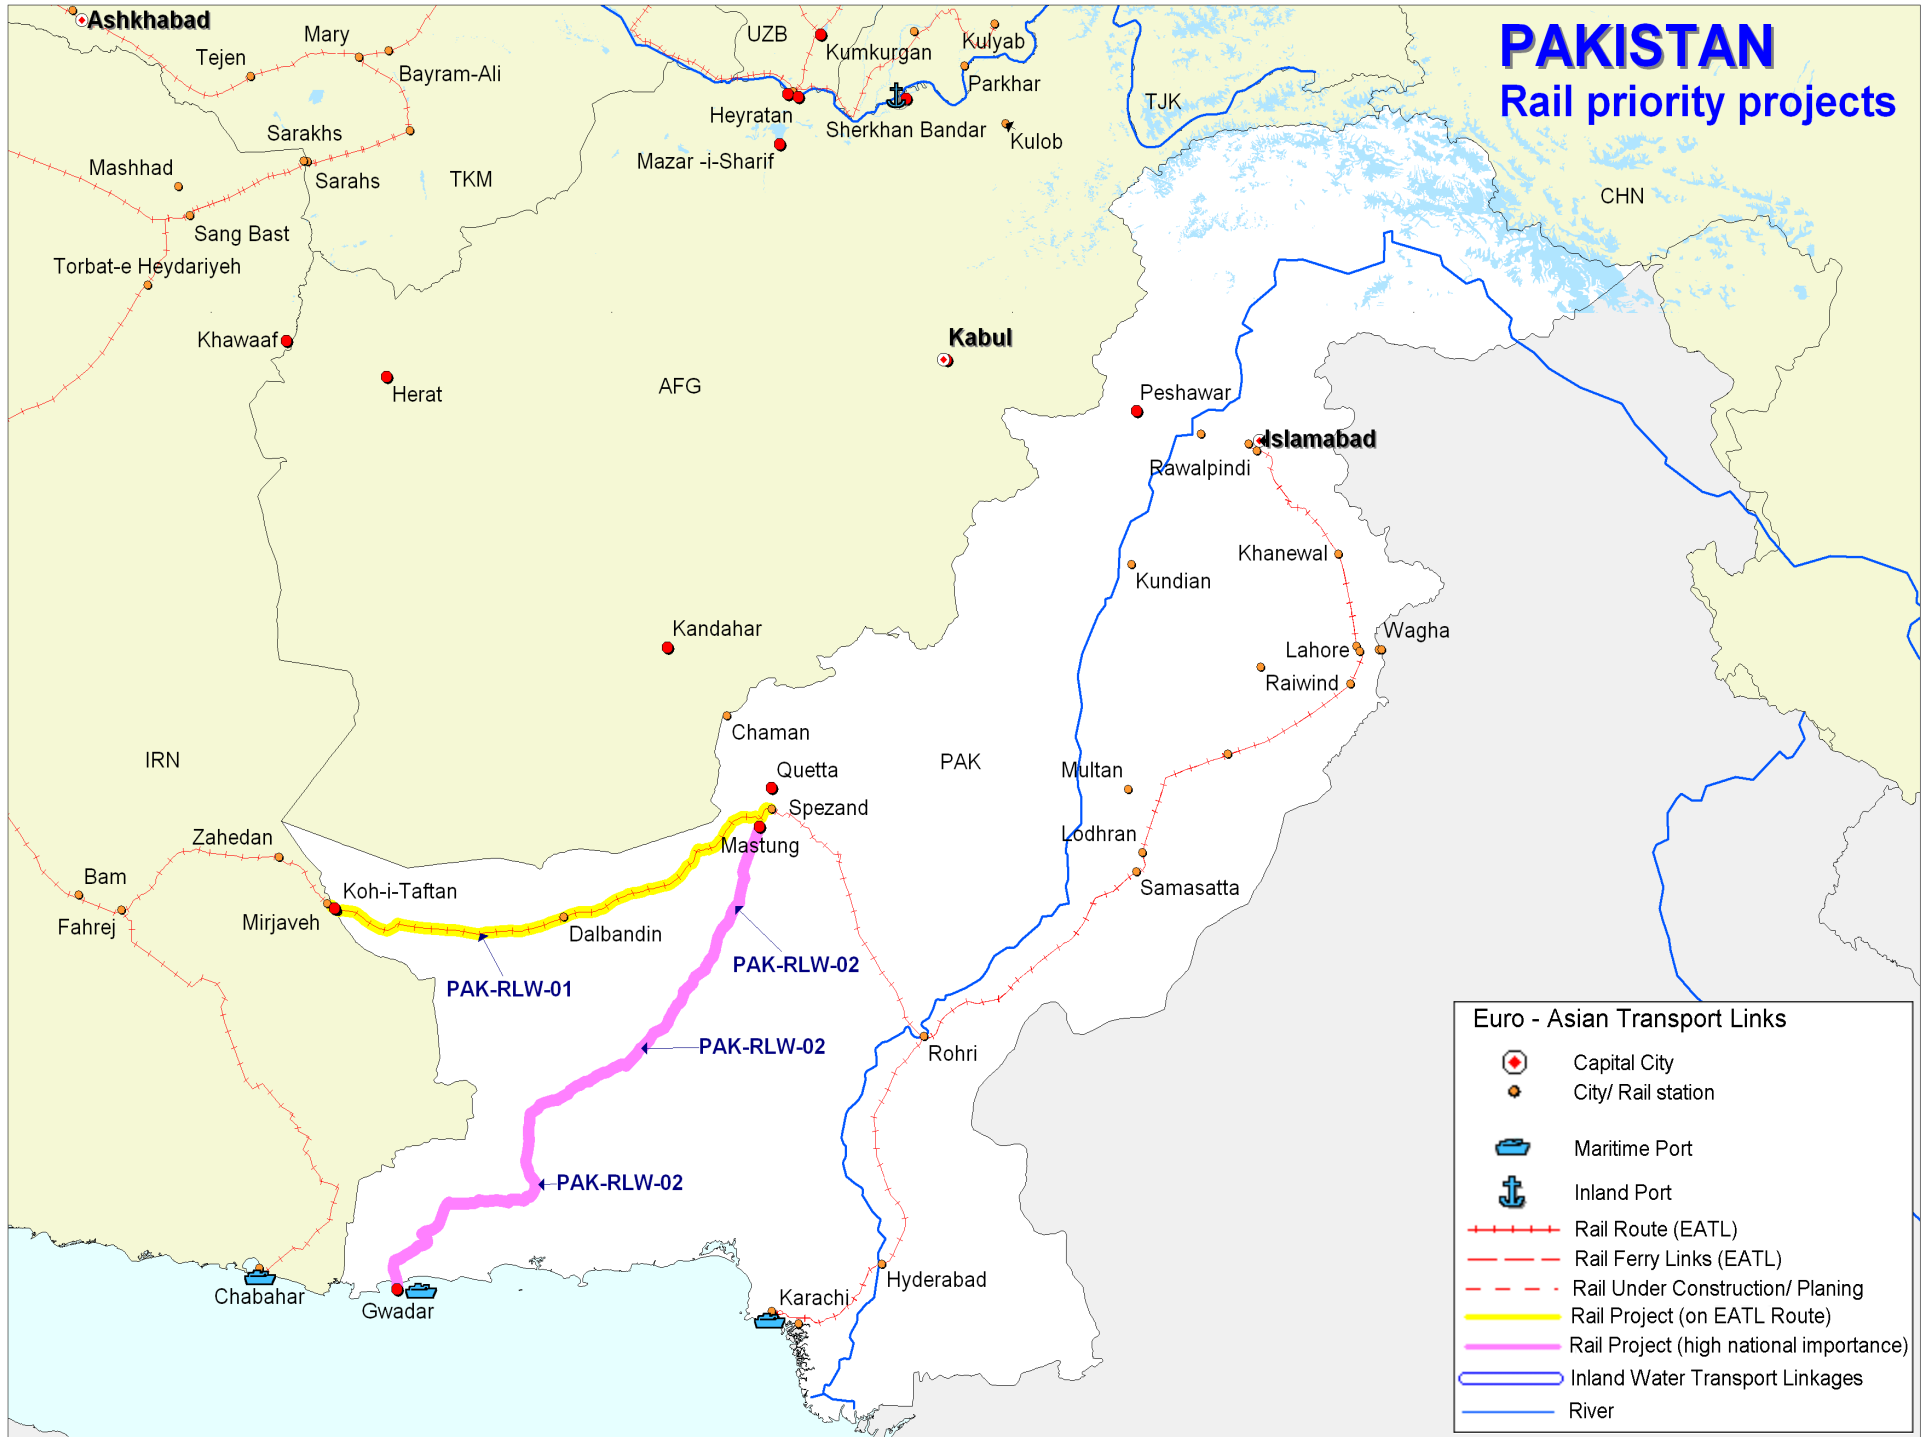 PAKISTAN
Rail priority projects
Ashkhabad
Mary
Tejen
Bayram-Ali
UZB
Kumkurgan
Kulyab
Parkhar
TJK
Heyratan
Sherkhan Bandar
Kulob
Sarakhs
Mazar -i-Sharif
Mashhad
Sarahs
TKM
CHN
Sang Bast
Torbat-e Heydariyeh
Khawaaf
Kabul
Herat
AFG
Peshawar
Islamabad
Rawalpindi
Khanewal
Kundian
Kandahar
Wagha
Lahore
Raiwind
Chaman
IRN
PAK
Quetta
Multan
Spezand
Zahedan
Mastung
Lodhran
Bam
Koh-i-Taftan
Samasatta
Fahrej
Mirjaveh
Dalbandin
PAK-RLW-02
PAK-RLW-01
PAK-RLW-02
Rohri
PAK-RLW-02
Hyderabad
Chabahar
Gwadar
Karachi
Euro - Asian Transport Links
Capital City
City/ Rail station
Maritime Port
Inland Port
Rail Route (EATL)
Rail Ferry Links (EATL)
Rail Under Construction/ Planing
Rail Project (on EATL Route)
Rail Project (high national importance)
Inland Water Transport Linkages
River